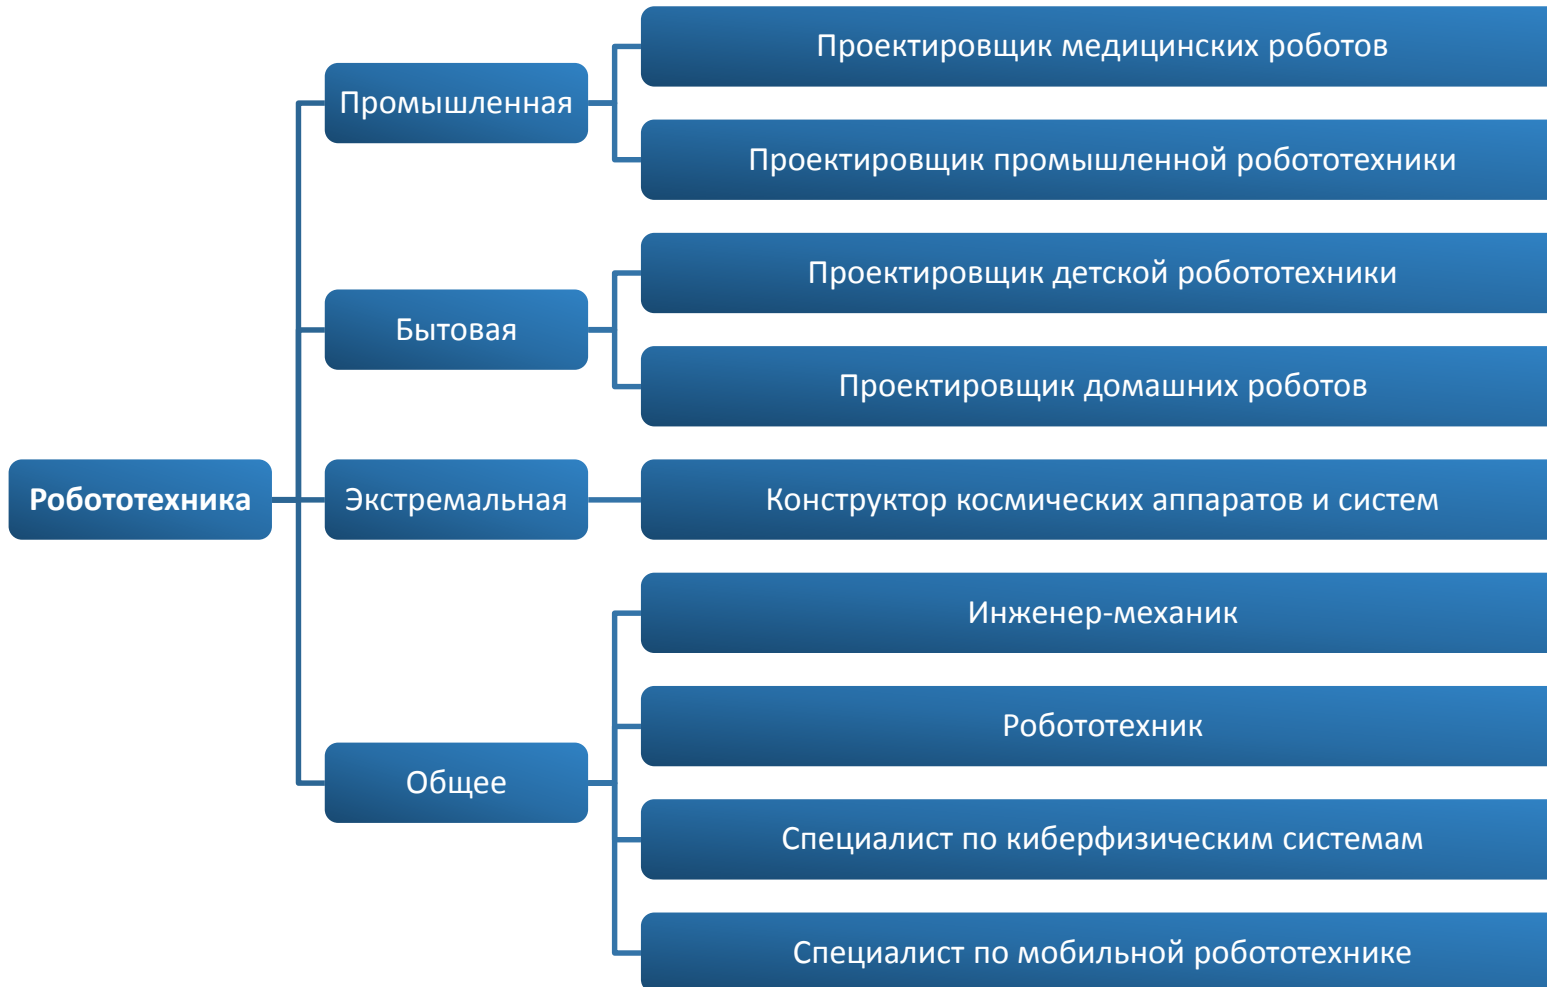 Робототехника
Промышленная
Проектировщик медицинских роботов
Проектировщик промышленной робототехники
Бытовая
Проектировщик детской робототехники
Проектировщик домашних роботов
Экстремальная
Конструктор космических аппаратов и систем
Общее
Инженер-механик
Робототехник
Специалист по киберфизическим системам
Специалист по мобильной робототехнике